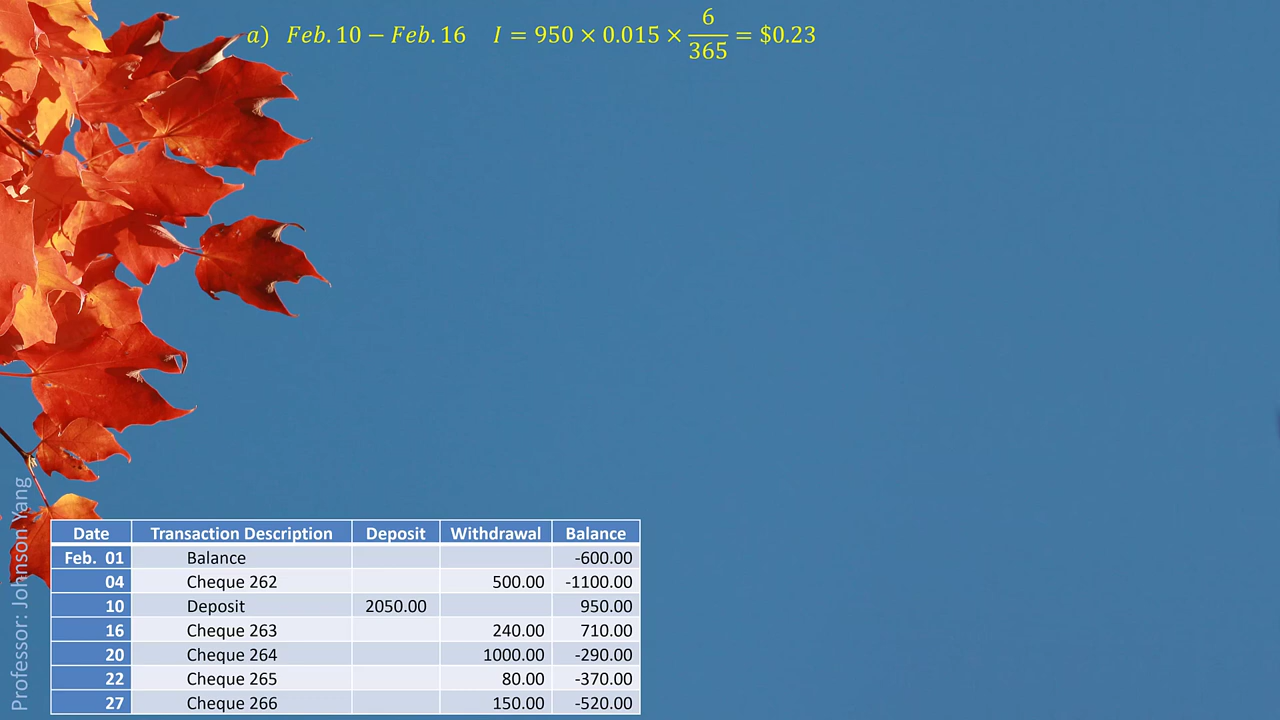 a) Feb. 10 − Feb. 16 I = 950 × 0.015 × 6/365 = $0.23
Date Transaction Description Deposit Withdrawal Balance
Feb. 01 Balance -600.00
04 Cheque 262 500.00 -1100.00
10 Deposit 2050.00 950.00
16 Cheque 263 240.00 710.00
20 Cheque 264 1000.00 -290.00
22 Cheque 265 80.00 -370.00
27 Cheque 266 150.00 -520.00
Professor: Johnson Yang